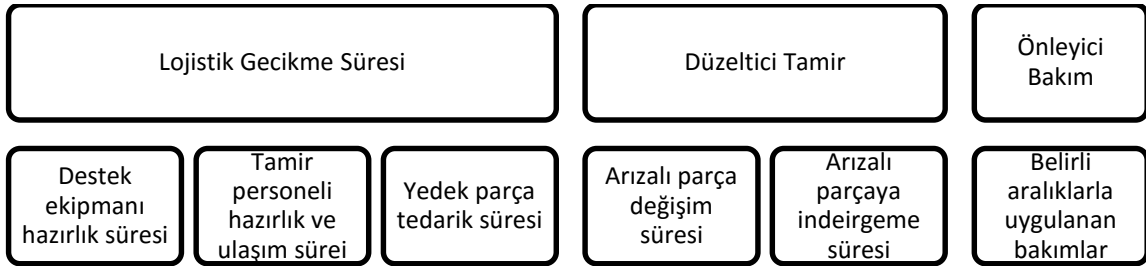 Lojistik Gecikme Süresi
Düzeltici Tamir
Önleyici
Bakım
Destek
ekipmanı
hazırlık süresi
Tamir
personeli
hazırlık ve
ulaşım sürei
Yedek parça
tedarik süresi
Arızalı parça
değişim
süresi
Arızalı
parçaya
indeirgeme
süresi
Belirli
aralıklarla
uygulanan
bakımlar